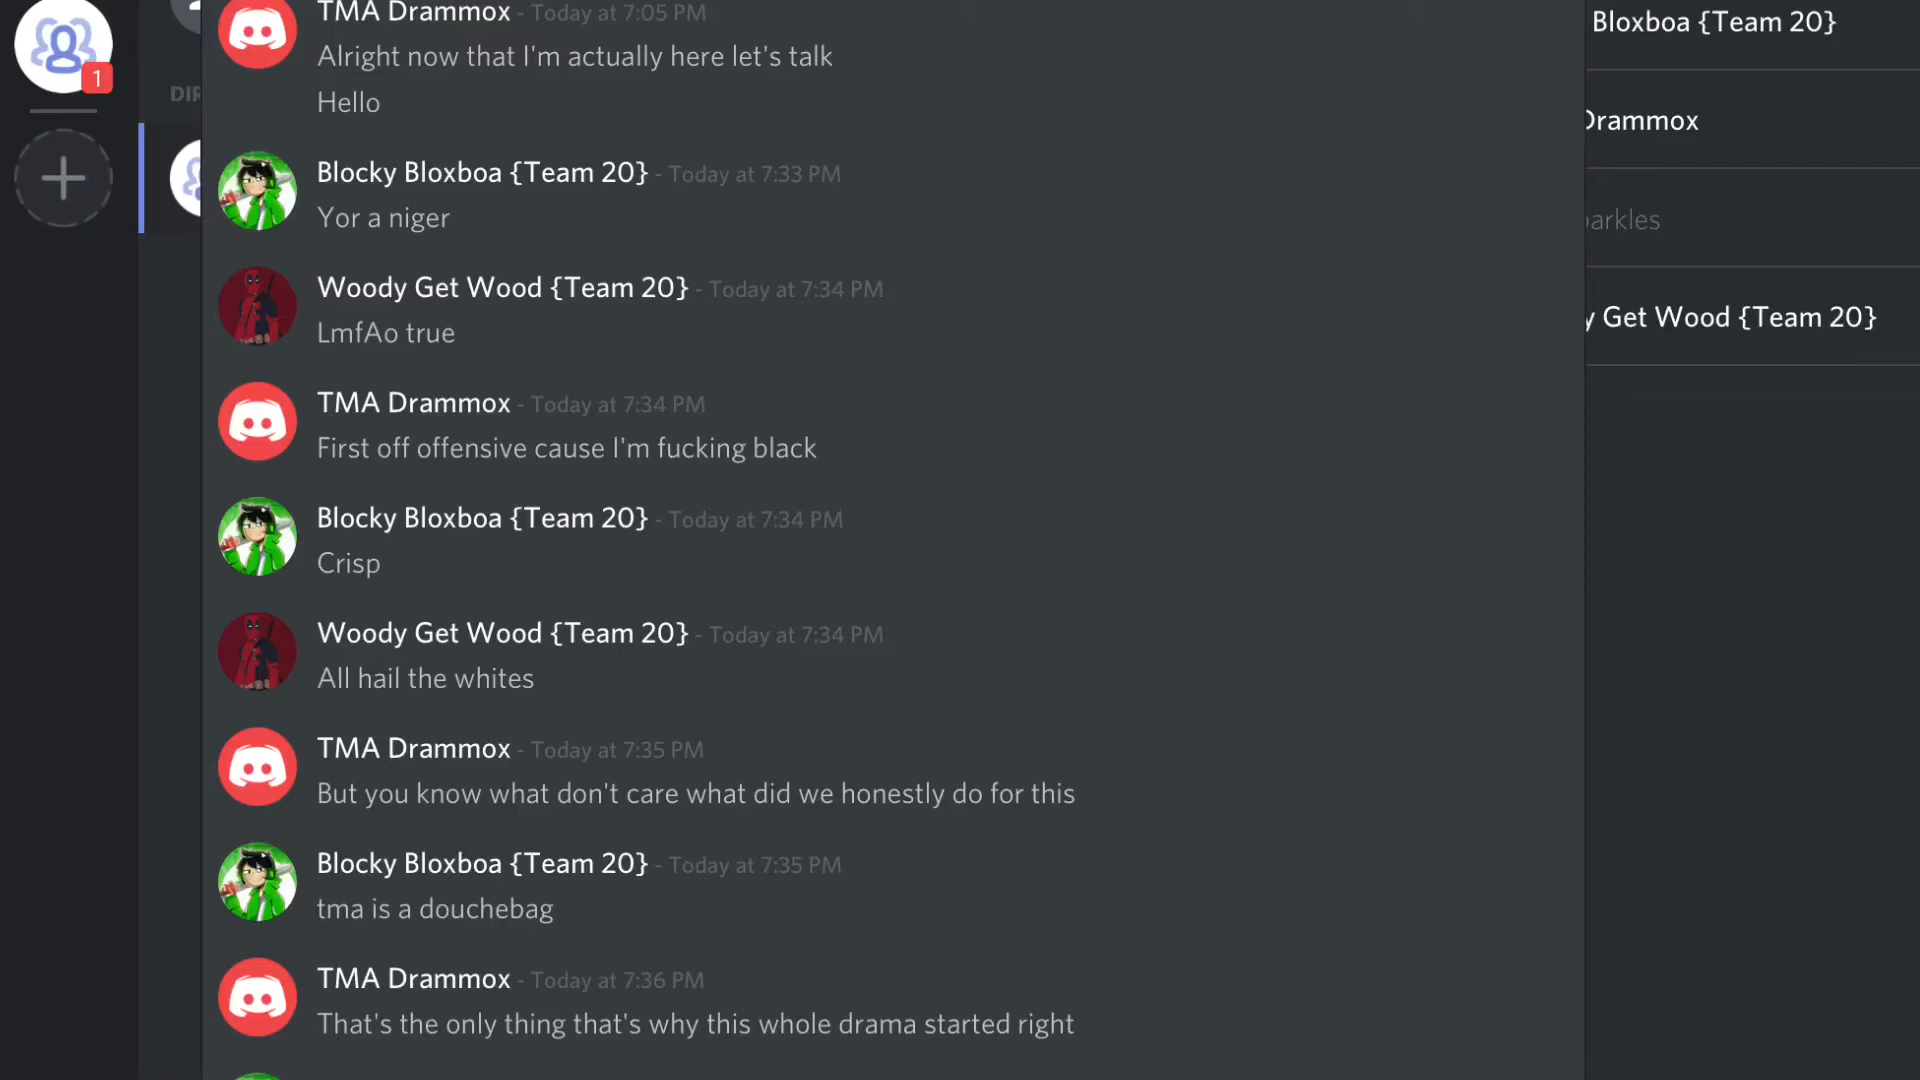 TMA Drammox - Today at 7:05 PM
Bloxboa {Team 20}
Alright now that I'm actually here let's talk
1
DIR
Hello
Drammox
Blocky Bloxboa {Team 20} - Today at 7:33 PM
Yor a niger
arkles
Woody Get Wood {Team 20} - Today at 7:34 PM
y Get Wood {Team 20}
LmfAo true
TMA Drammox - Today at 7:34 PM
First off offensive cause I'm fucking black
Blocky Bloxboa {Team 20} - Today at 7:34 PM
Crisp
Woody Get Wood {Team 20} - Today at 7:34 PM
All hail the whites
TMA Drammox - Today at 7:35 PM
But you know what don't care what did we honestly do for this
Blocky Bloxboa {Team 20} - Today at 7:35 PM
tma is a douchebag
TMA Drammox - Today at 7:36 PM
That's the only thing that's why this whole drama started right